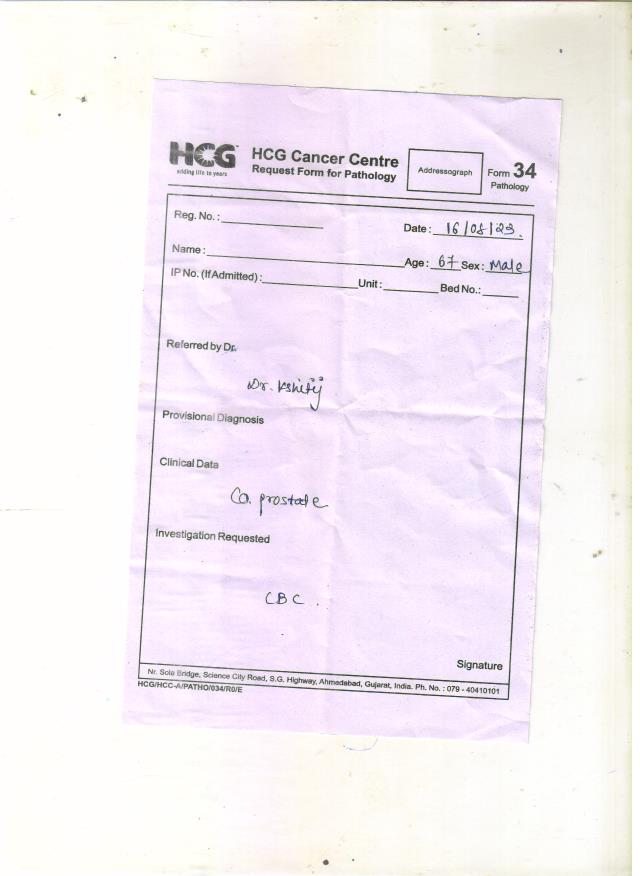 HCG
adding life to years
HCG Cancer Centre
Request Form for Pathology
Addressograph
Form 34
Pathology
Reg. No. :
Date : 16/08/23.
Name : Age : 67 Sex : Male
IP No. (If Admitted) : Unit : Bed No. :
Referred by Dr.
Dr. Kshitij
Provisional Diagnosis
Clinical Data
Ca. prostate
Investigation Requested
CBC.
Signature
Nr. Sola Bridge, Science City Road, S.G. Highway, Ahmedabad, Gujarat, India. Ph. No. : 079 - 40410101
HCG/HCC-A/PATHO/034/R0/E